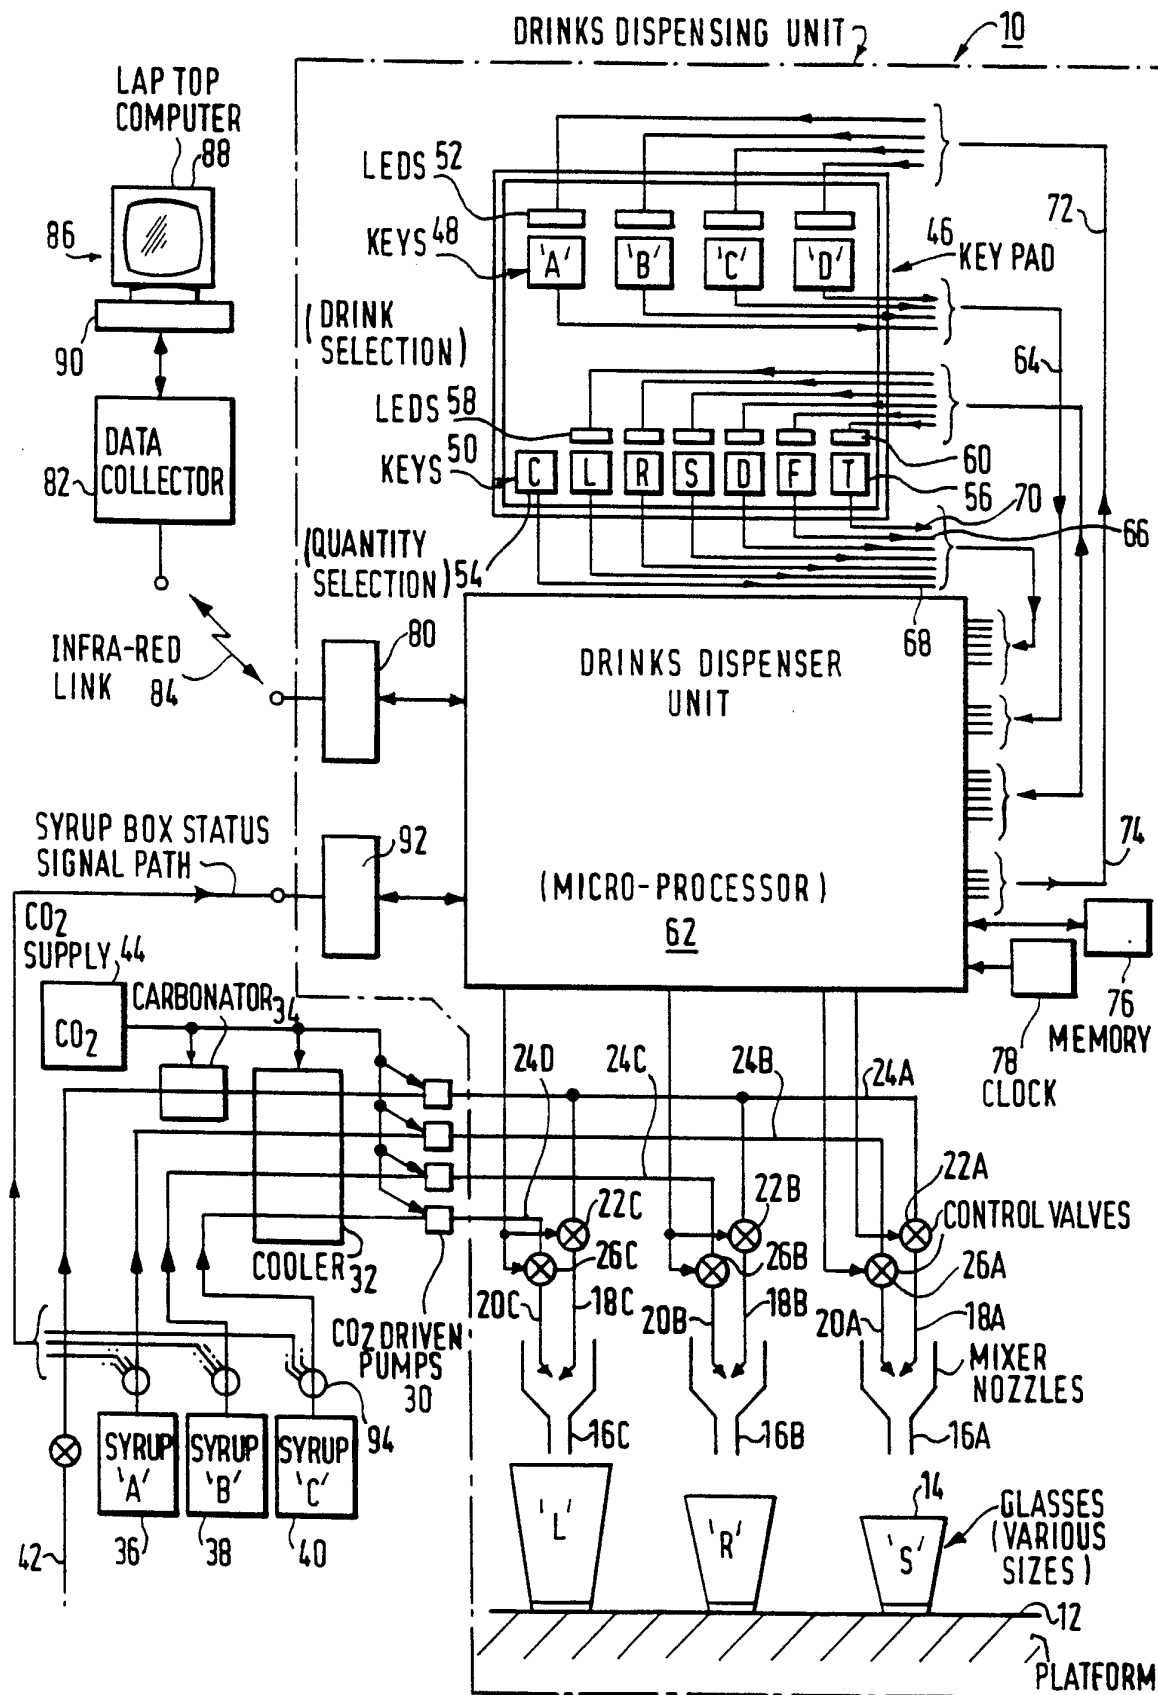 DRINKS DISPENSING UNIT
10
LAP TOP
COMPUTER
88
86
90
DATA
COLLECTOR
82
INFRA-RED
LINK 84
LEDS 52
KEYS 48
'A' 'B' 'C' 'D'
46
KEY PAD
72
(DRINK
SELECTION)
64
LEDS 58
KEYS 50
C L R S D F T
60
56
70
66
(QUANTITY
SELECTION) 54
68
80
DRINKS DISPENSER
UNIT
SYRUP BOX STATUS
SIGNAL PATH
92
(MICRO-PROCESSOR)
62
74
76
MEMORY
78
CLOCK
CO2
SUPPLY 44
CO2
CARBONATOR 34
24D 24C 24B 24A
22C 22B 22A
CONTROL VALVES
COOLER 32
26C 26B 26A
20C 18C 20B 18B 20A 18A
CO2 DRIVEN
PUMPS
30
MIXER
NOZZLES
16C 16B 16A
94
SYRUP
'A'
SYRUP
'B'
SYRUP
'C'
42 36 38 40
'L' 'R' 'S'
14
GLASSES
(VARIOUS
SIZES)
12
PLATFORM